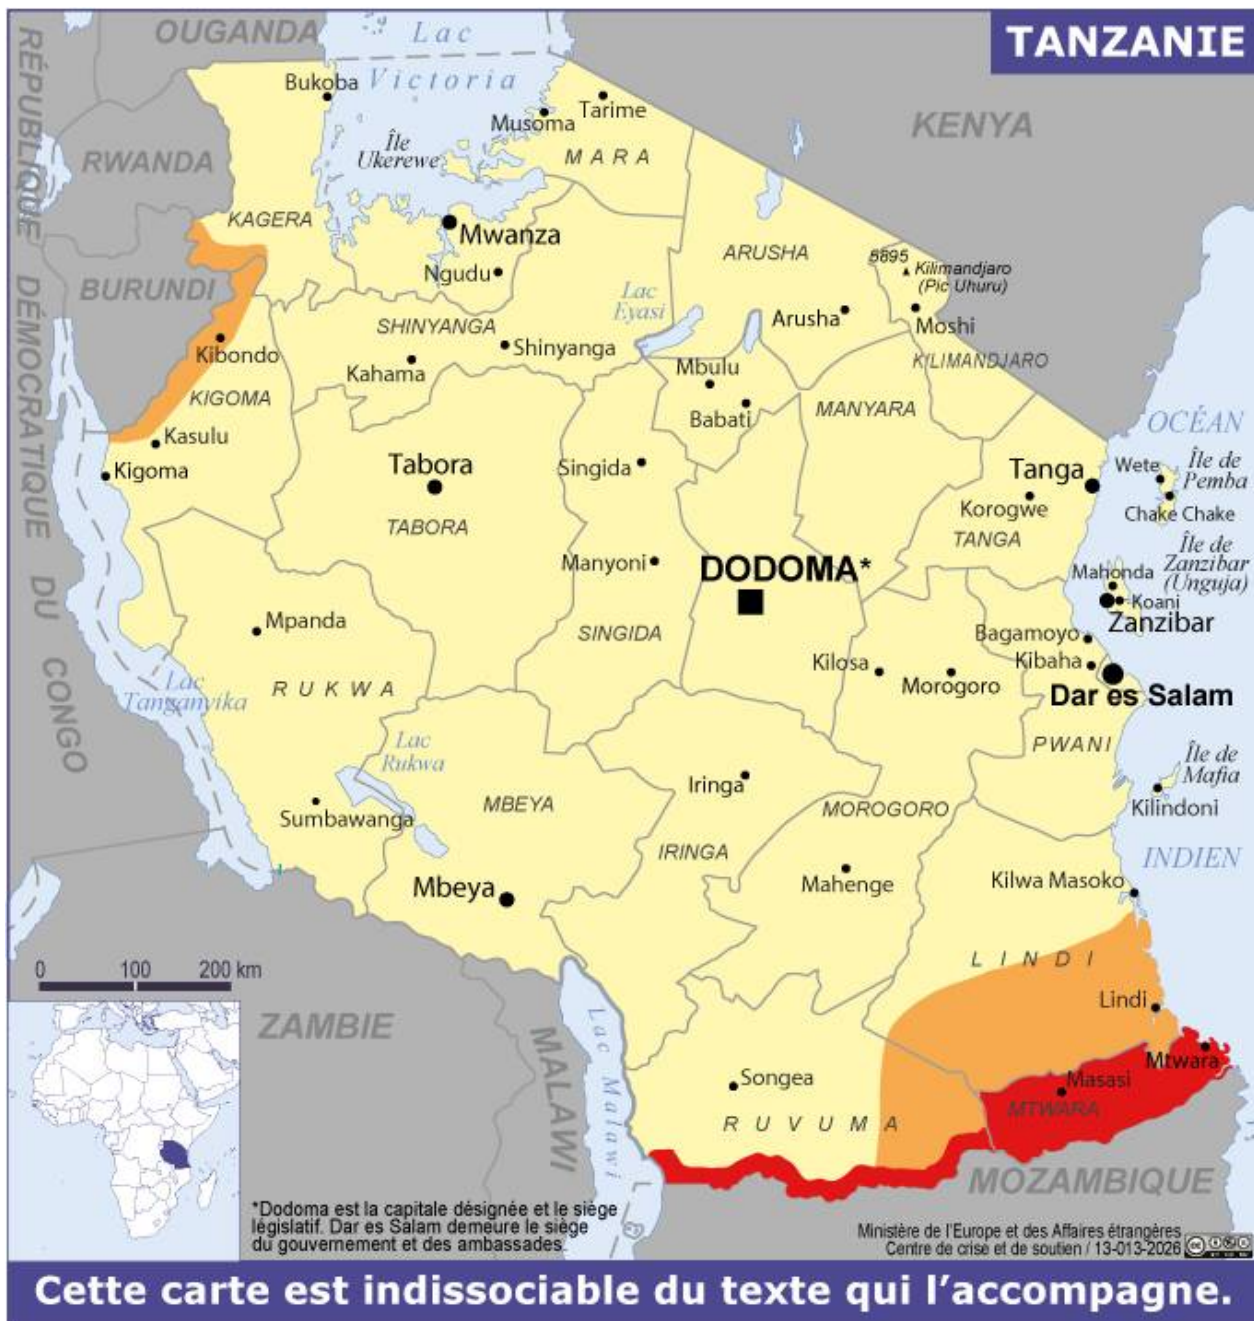 TANZANIE
OUGANDA
Lac
Victoria
RÉPUBLIQUE DÉMOCRATIQUE DU CONGO
RWANDA
BURUNDI
KENYA
Bukoba
Musoma
Tarime
Île
Ukerewe
MARA
KAGERA
Mwanza
Ngudu
ARUSHA
5895
Kilimandjaro
(Pic Uhuru)
Lac
Eyasi
Arusha
Moshi
SHINYANGA
Shinyanga
Kibondo
Kahama
KIGOMA
Mbulu
Babati
KILIMANDJARO
MANYARA
Kasulu
Kigoma
Tabora
TABORA
Singida
OCÉAN
Tanga
Wete
Île de
Pemba
Korogwe
Chake Chake
TANGA
Manyoni
DODOMA*
Île de
Zanzibar
(Unguja)
Mahonda
Koani
Zanzibar
Mpanda
SINGIDA
Bagamoyo
Kilosa
Kibaha
Morogoro
Dar es Salam
RUKWA
Lac
Tanganyika
PWANI
Lac
Rukwa
Île de
Mafia
Iringa
MBEYA
MOROGORO
Kilindoni
Sumbawanga
IRINGA
INDIEN
Mbeya
Mahenge
Kilwa Masoko
LINDI
0 100 200 km
Lindi
ZAMBIE
MALAWI
Lac Malawi
Songea
Mtwara
Masasi
MTWARA
RUVUMA
MOZAMBIQUE
*Dodoma est la capitale désignée et le siège
législatif. Dar es Salam demeure le siège
du gouvernement et des ambassades
Ministère de l'Europe et des Affaires étrangères
Centre de crise et de soutien / 13-013-2026
Cette carte est indissociable du texte qui l'accompagne.